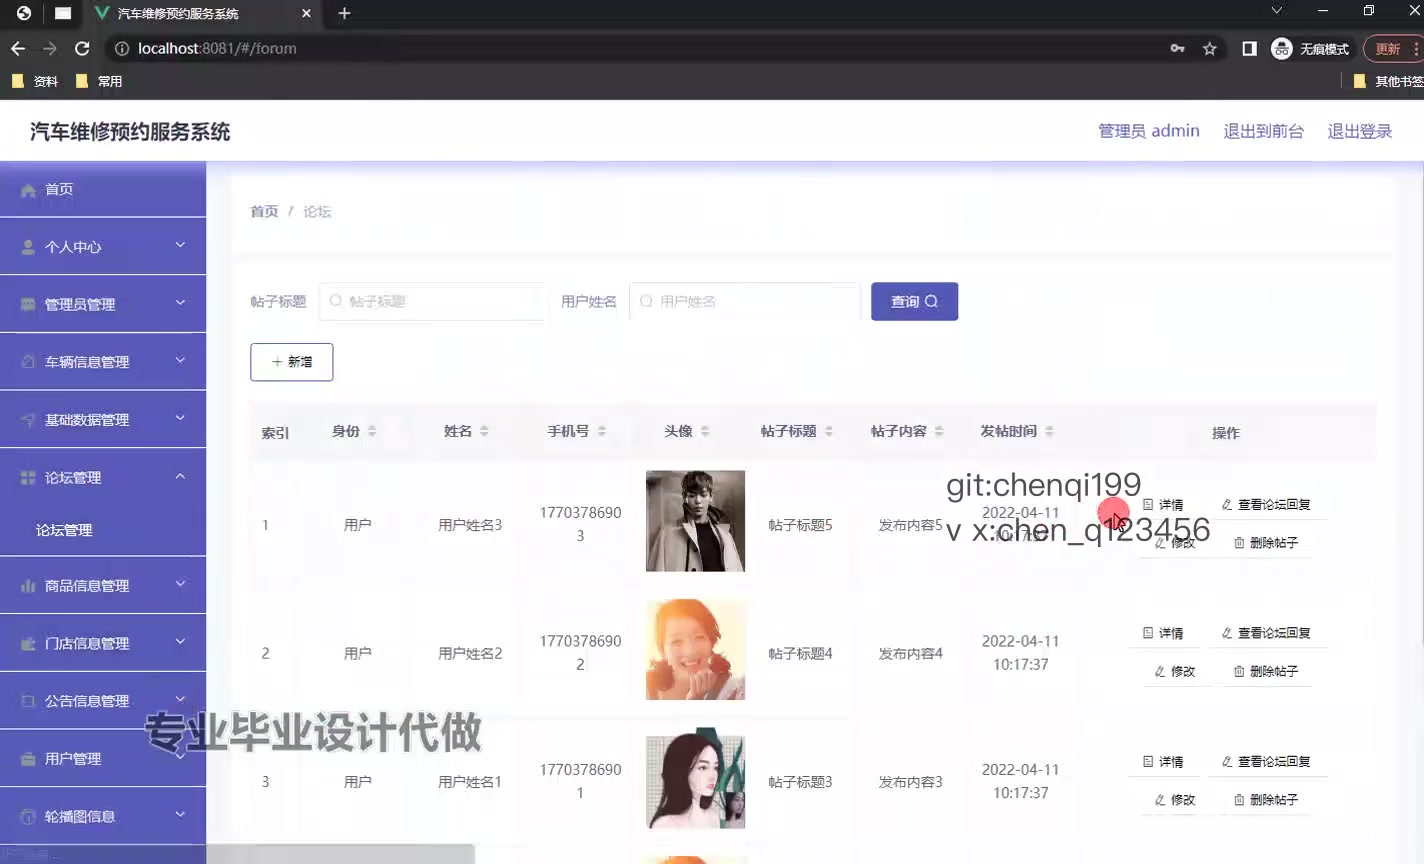 汽车维修预约服务系统
localhost:8081/#/forum
无痕模式
更新
资料
常用
其他书签
汽车维修预约服务系统
管理员 admin
退出到前台
退出登录
首页
个人中心
管理员管理
车辆信息管理
基础数据管理
论坛管理
论坛管理
商品信息管理
门店信息管理
公告信息管理
用户管理
轮播图信息
首页 / 论坛
帖子标题
帖子标题
用户姓名
用户姓名
查询
+ 新增
索引 身份 姓名 手机号 头像 帖子标题 帖子内容 发帖时间 操作
1 用户 用户姓名3 1770378690
3
帖子标题5 发布内容5 2022-04-11
10:17:37
详情 查看论坛回复
修改 删除帖子
git:chenqi199
v x:chen_q123456
2 用户 用户姓名2 1770378690
2
帖子标题4 发布内容4 2022-04-11
10:17:37
详情 查看论坛回复
修改 删除帖子
3 用户 用户姓名1 1770378690
1
帖子标题3 发布内容3 2022-04-11
10:17:37
详情 查看论坛回复
修改 删除帖子
专业毕业设计代做